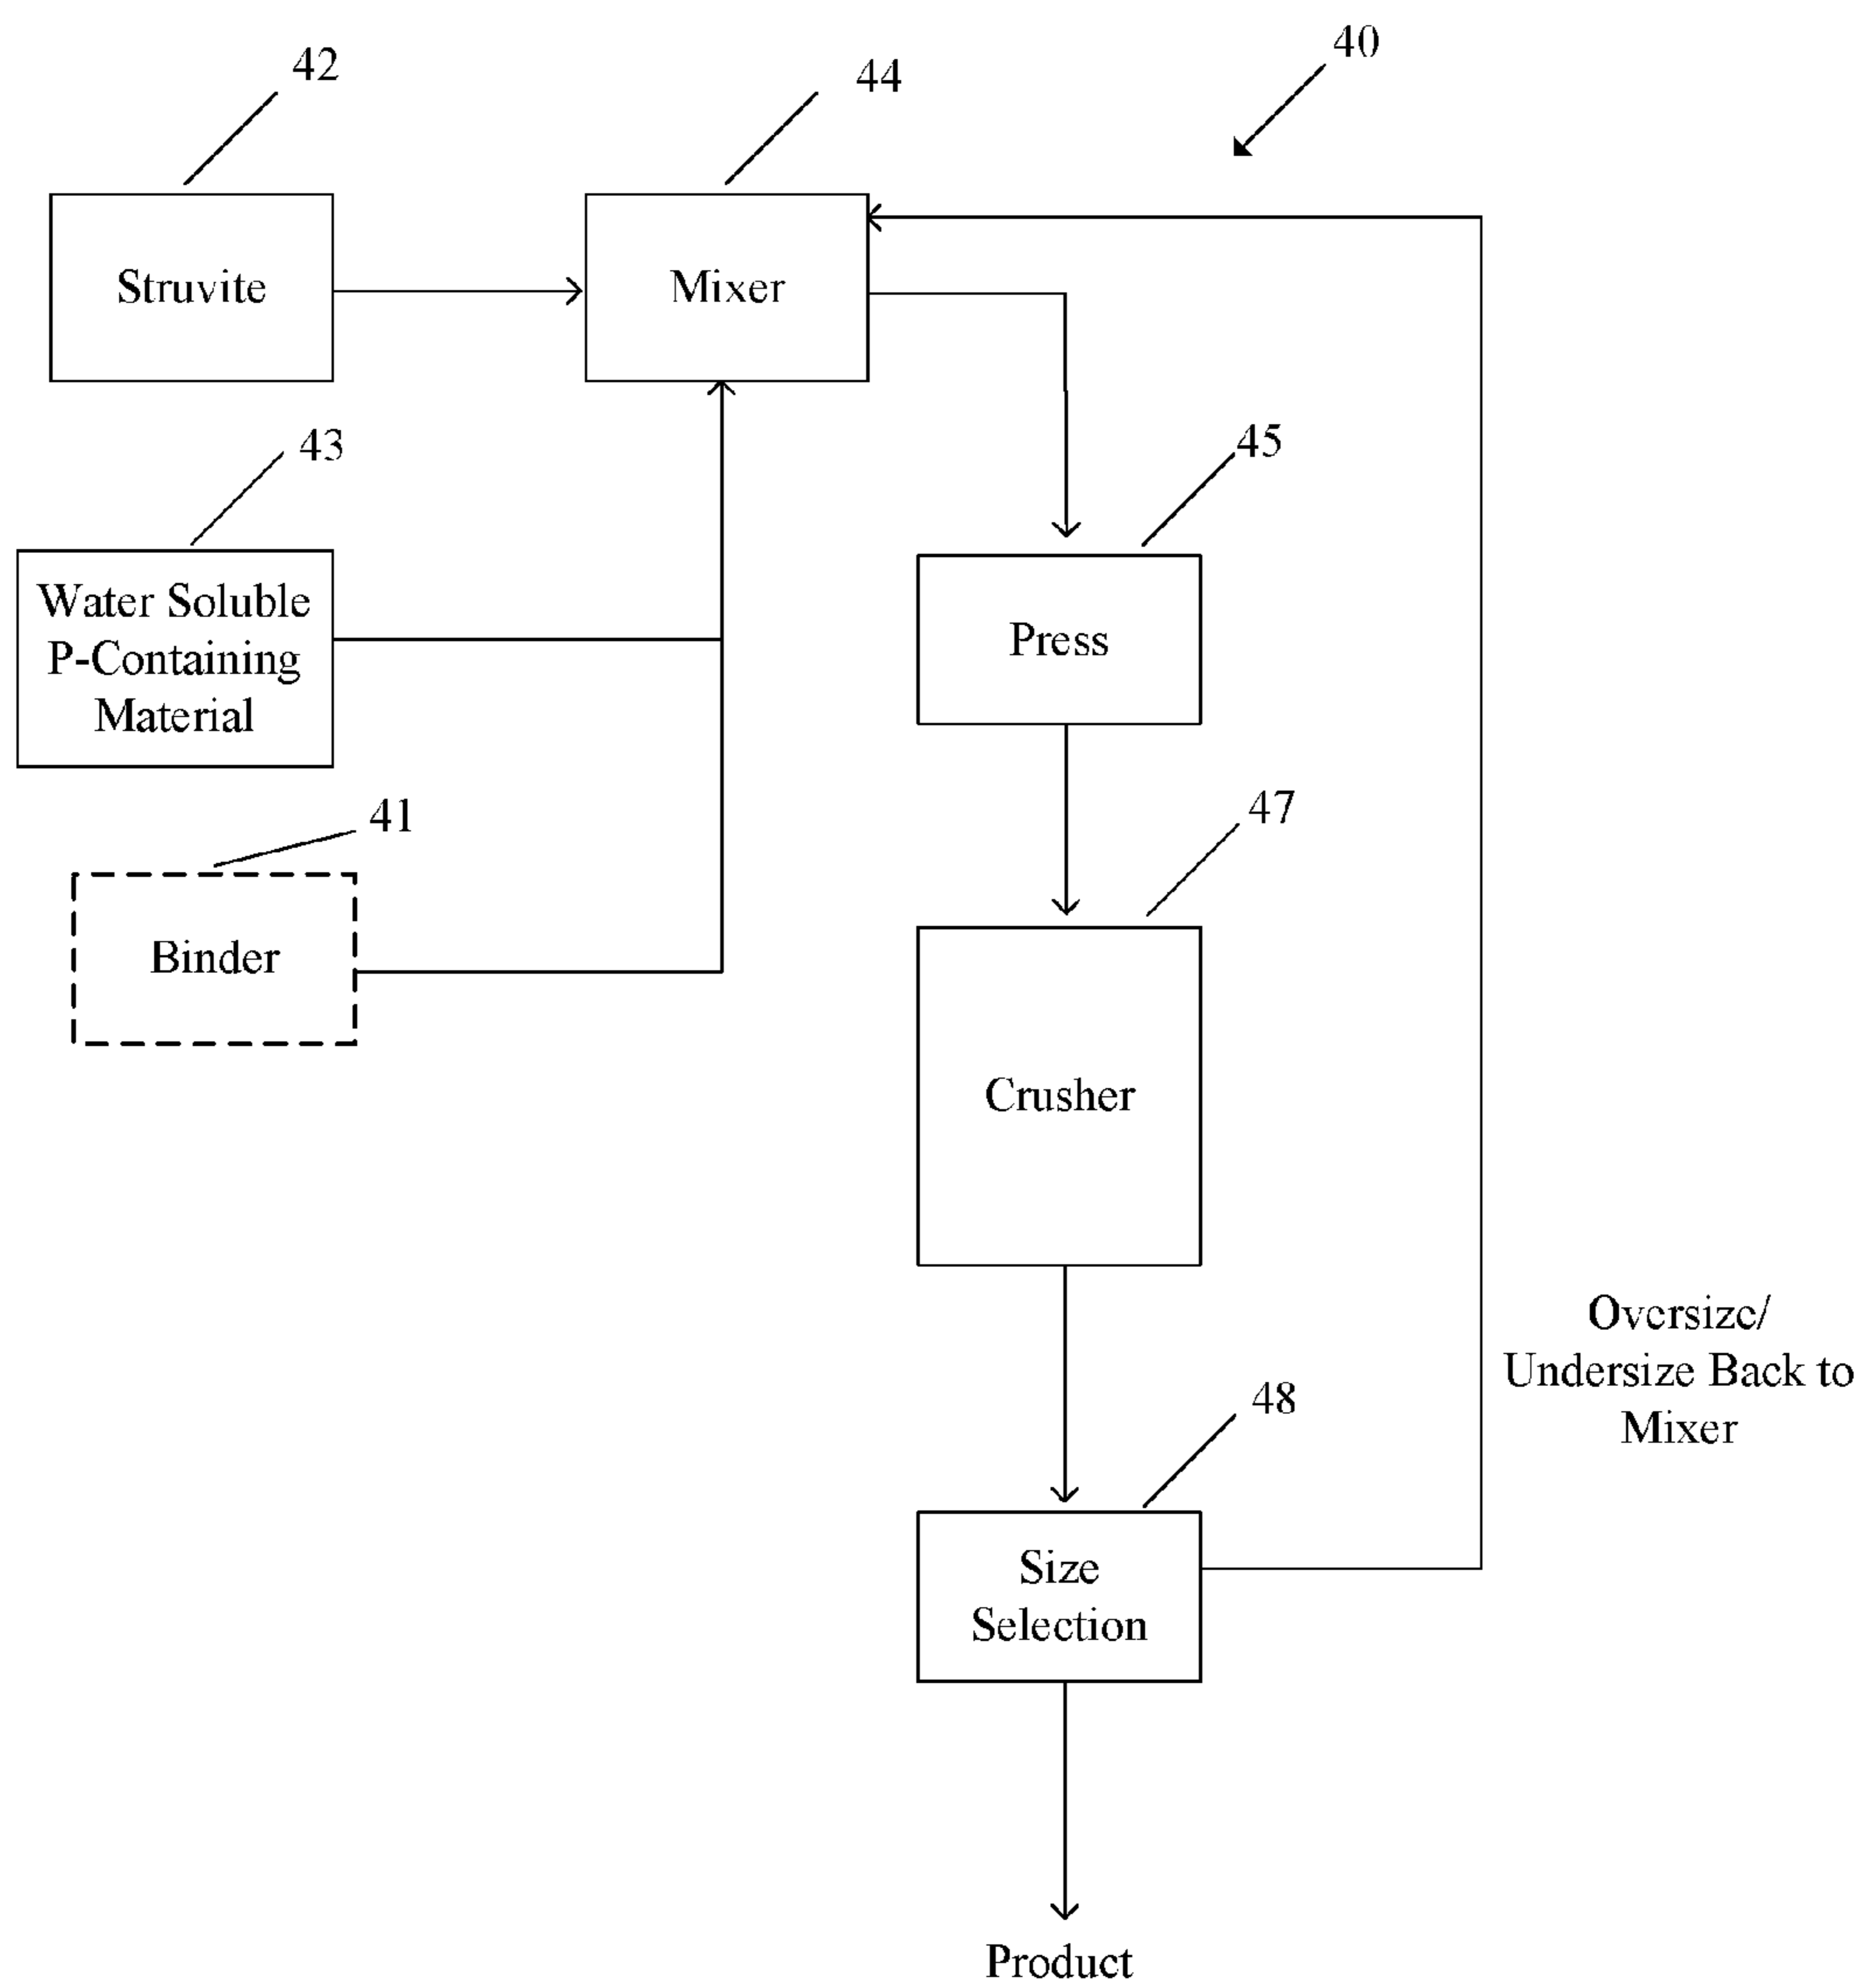 42
44
40
Struvite
Mixer
43
45
Water Soluble
P-Containing
Material
Press
41
47
Binder
Crusher
Oversize/
Undersize Back to
Mixer
48
Size
Selection
Product